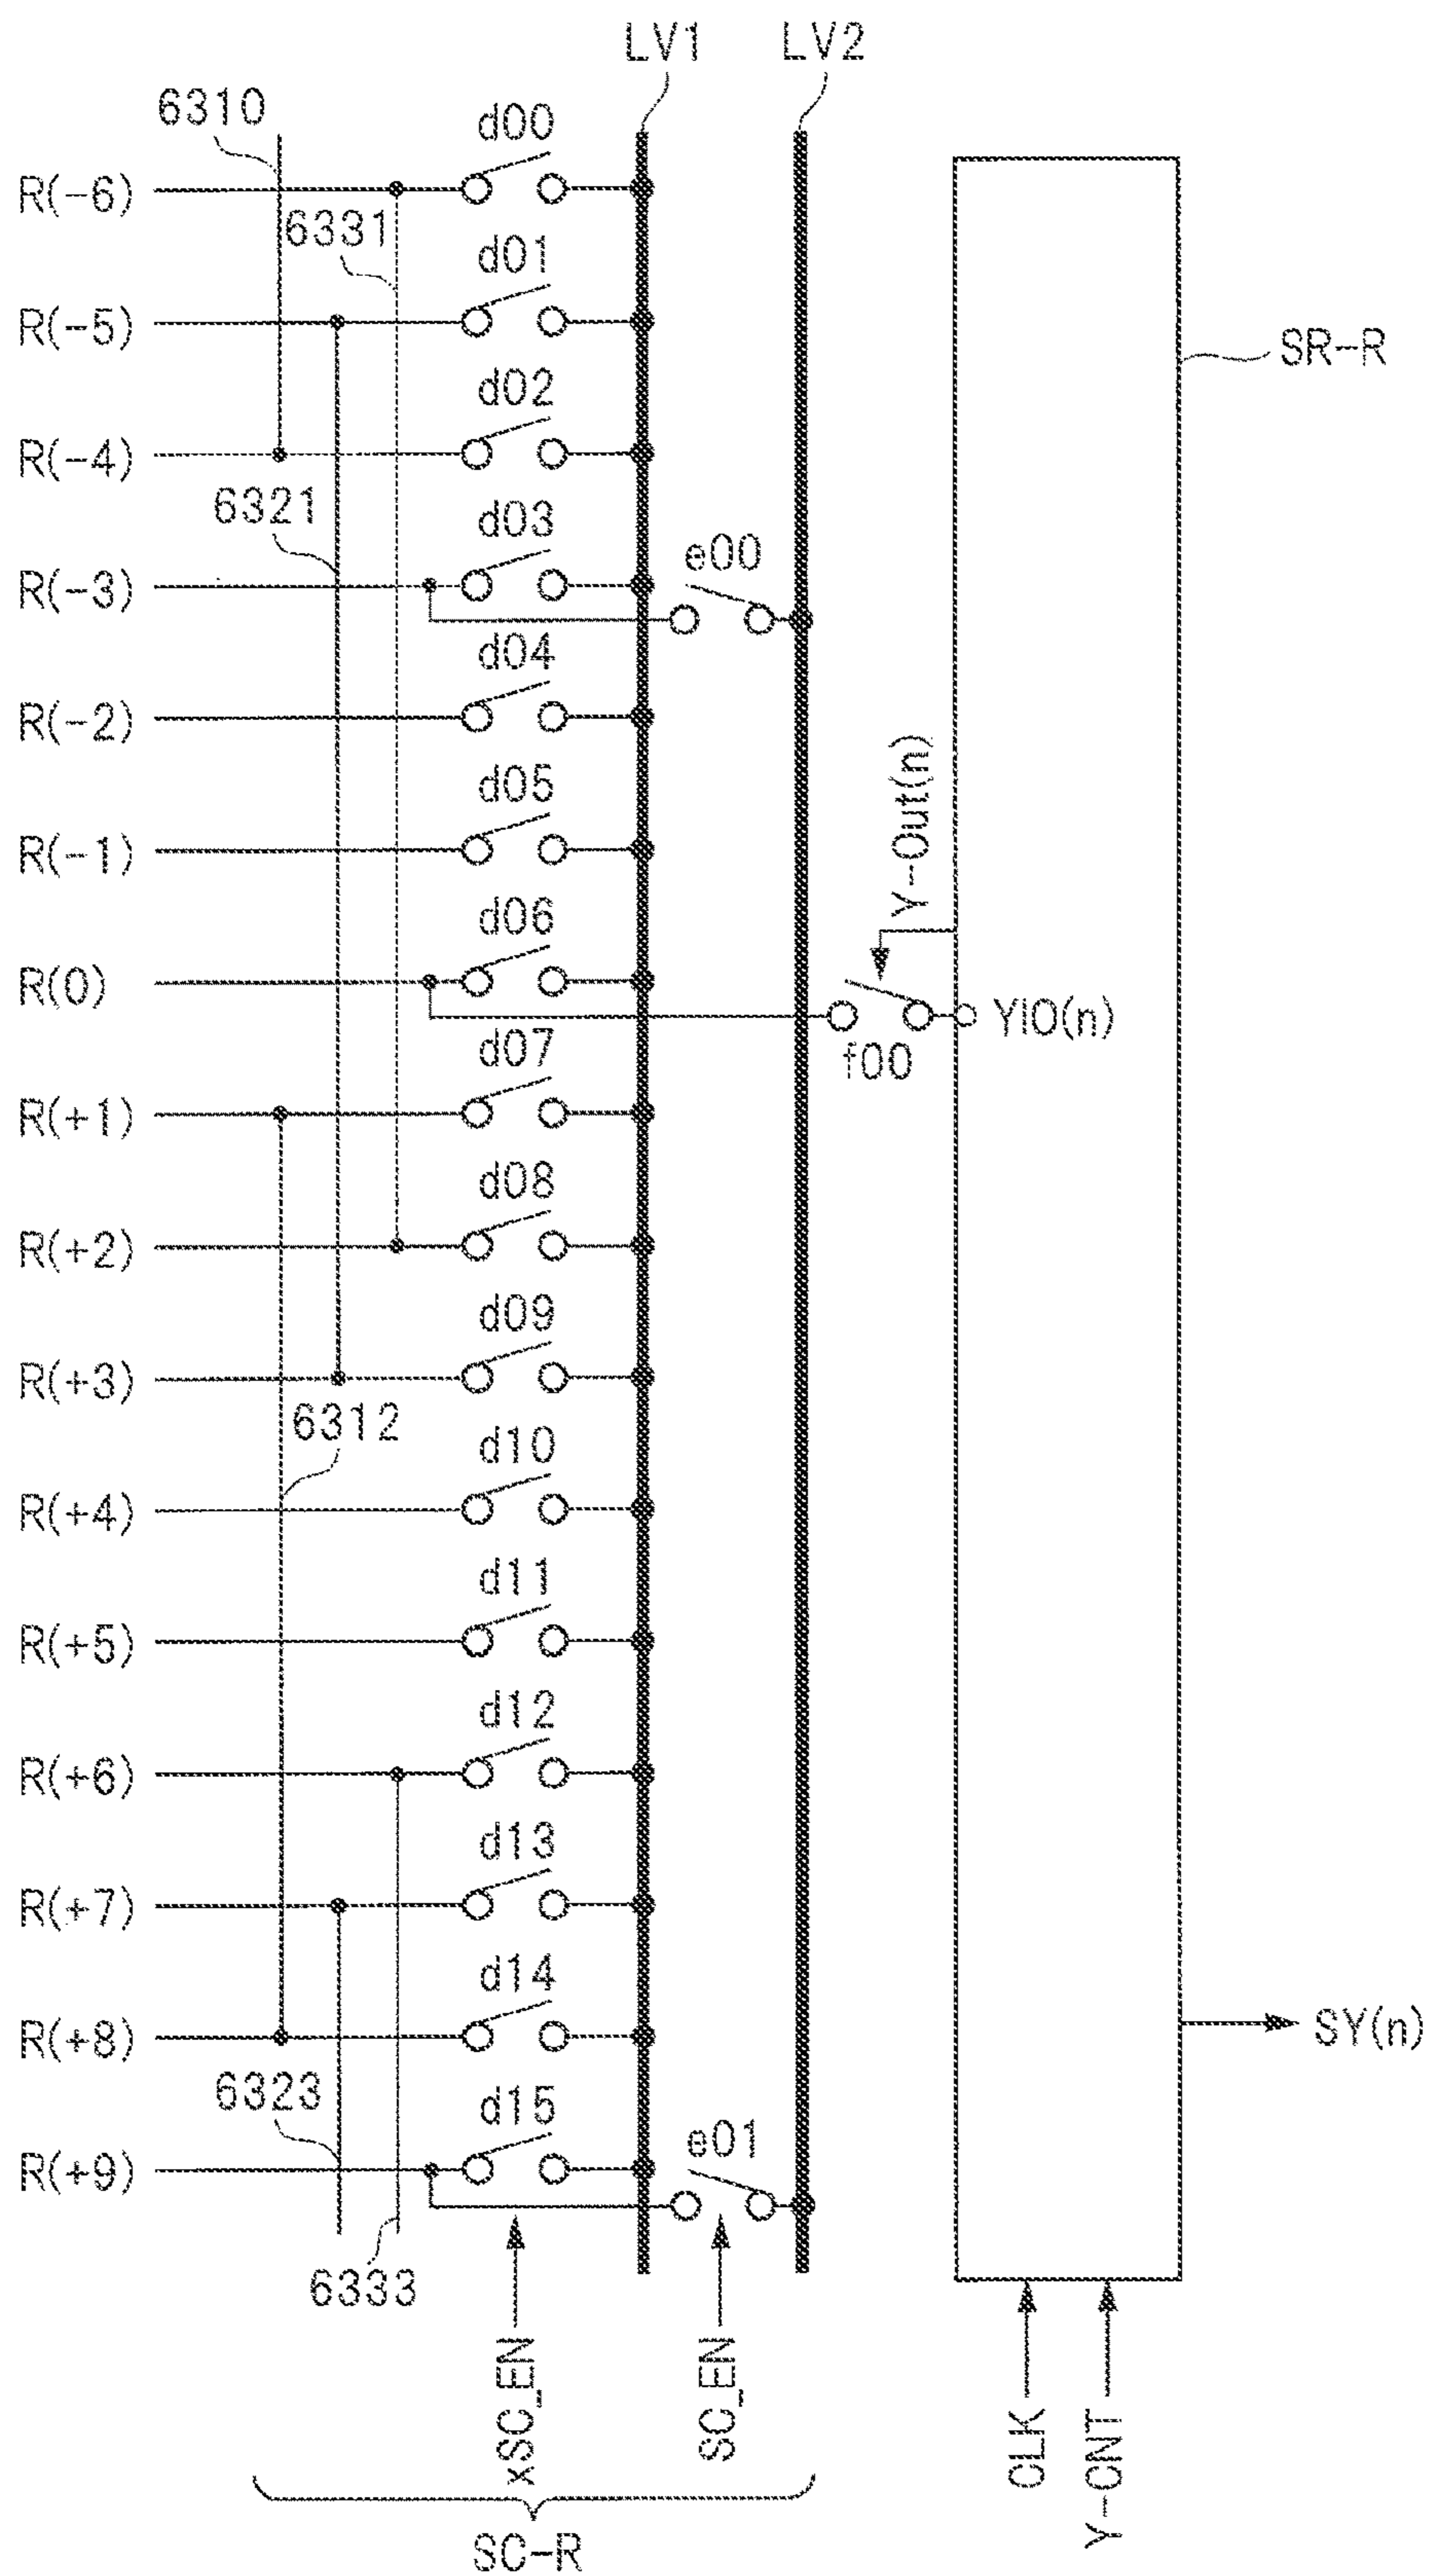 LV1
LV2
6310
d00
R(-6)
6331
d01
R(-5)
SR-R
d02
R(-4)
6321
d03
R(-3)
e00
d04
R(-2)
Y-Out(n)
d05
R(-1)
d06
R(0)
YIO(n)
f00
d07
R(+1)
d08
R(+2)
d09
R(+3)
6312
d10
R(+4)
d11
R(+5)
d12
R(+6)
d13
R(+7)
d14
R(+8)
SY(n)
6323
d15
R(+9)
e01
6333
xSC_EN
SC_EN
CLK
Y-CNT
SC-R